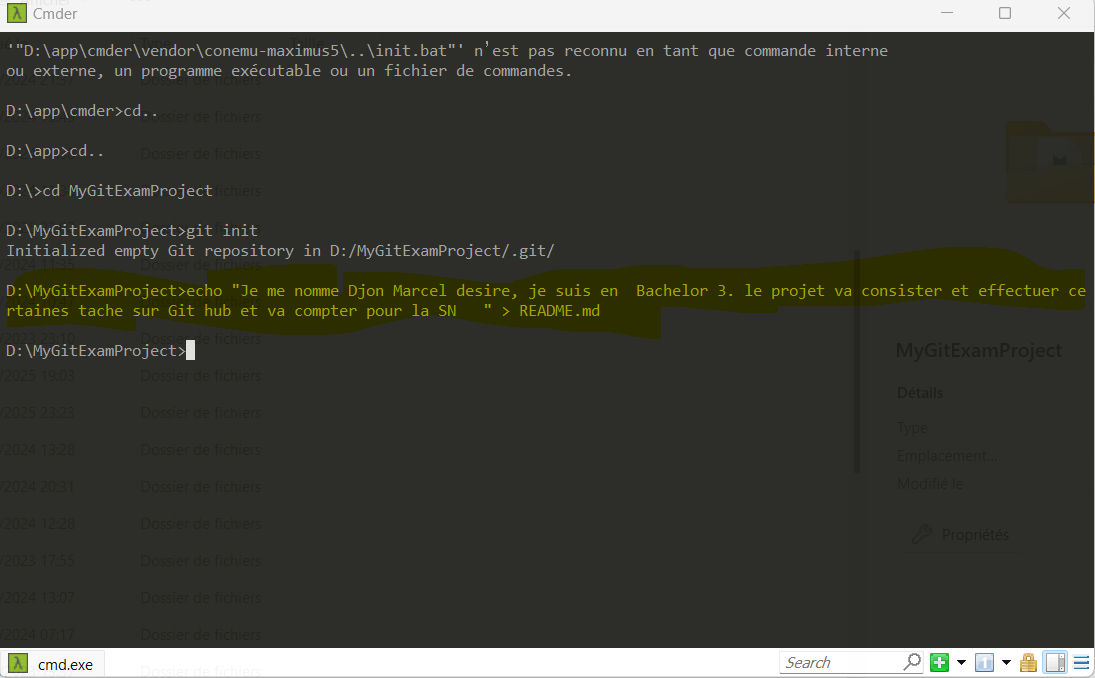 Cmder
'"D:\app\cmder\vendor\conemu-maximus5\..\init.bat"' n’est pas reconnu en tant que commande interne
ou externe, un programme exécutable ou un fichier de commandes.
D:\app\cmder>cd..
D:\app>cd..
D:\>cd MyGitExamProject
D:\MyGitExamProject>git init
Initialized empty Git repository in D:/MyGitExamProject/.git/
D:\MyGitExamProject>echo "Je me nomme Djon Marcel desire, je suis en  Bachelor 3. le projet va consister et effectuer ce
rtaines tache sur Git hub et va compter pour la SN   " > README.md
D:\MyGitExamProject>
MyGitExamProject
Détails
Type
Emplacement...
Modifié le
Propriétés
/2025 19:03 Dossier de fichiers
/2025 23:23 Dossier de fichiers
/2024 13:28 Dossier de fichiers
/2024 20:31 Dossier de fichiers
/2024 12:28 Dossier de fichiers
/2023 17:55 Dossier de fichiers
/2024 13:07 Dossier de fichiers
/2024 07:17 Dossier de fichiers
cmd.exe
Search